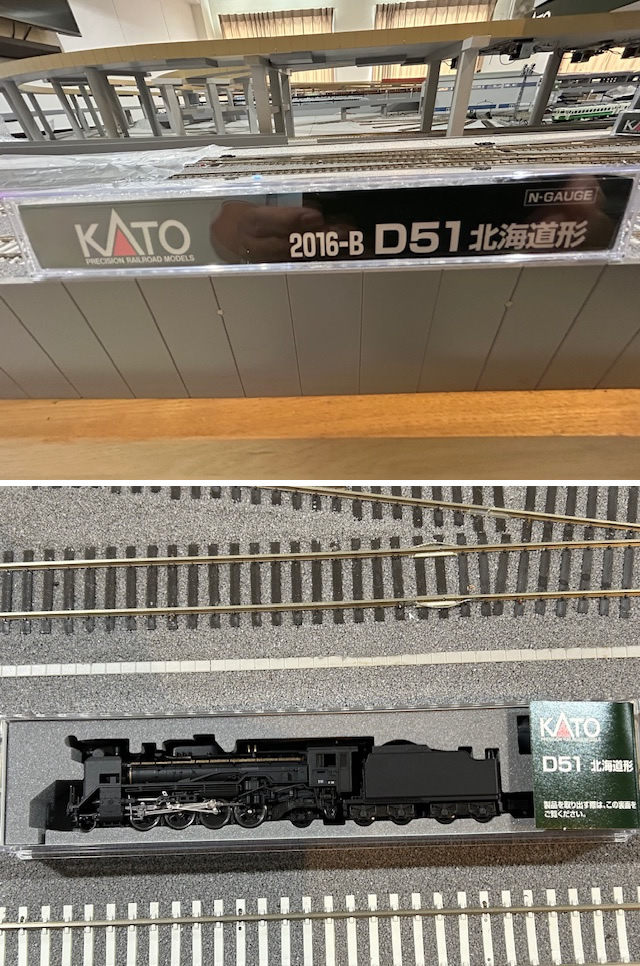 KATO
N-GAUGE
KATO
PRECISION RAILROAD MODELS
2016-B D51 北海道形
KATO
D51 北海道形
製品を取り出す際は、この裏面を
ご覧ください。